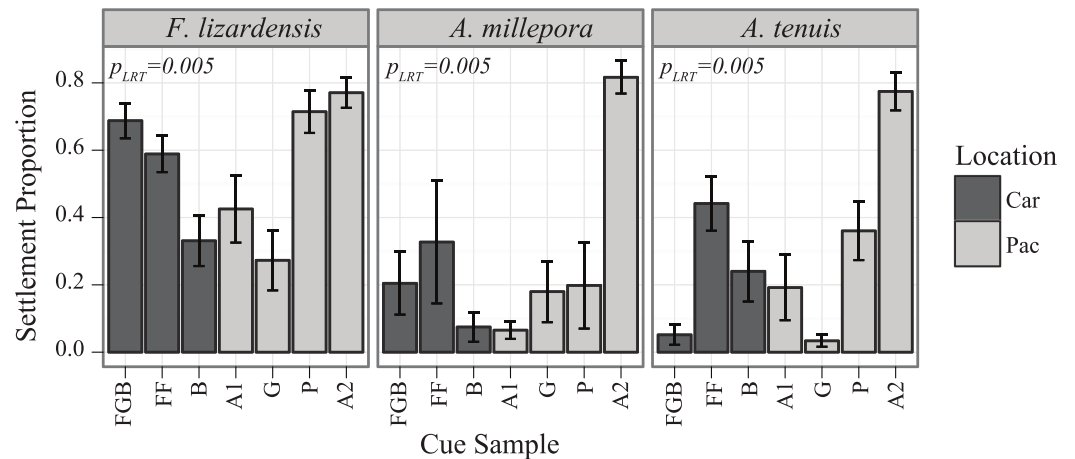 F. lizardensis
A. millepora
A. tenuis
p_LRT=0.005
p_LRT=0.005
p_LRT=0.005
Settlement Proportion
0.8
0.6
0.4
0.2
0.0
FGB FF B A1 G P A2
FGB FF B A1 G P A2
FGB FF B A1 G P A2
Cue Sample
Location
Car
Pac